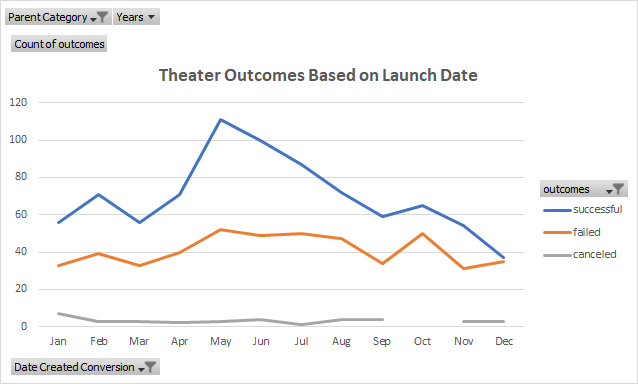 Parent Category Years
Count of outcomes
Theater Outcomes Based on Launch Date
120
100
80
60
40
20
0
Jan Feb Mar Apr May Jun Jul Aug Sep Oct Nov Dec
outcomes
successful
failed
canceled
Date Created Conversion